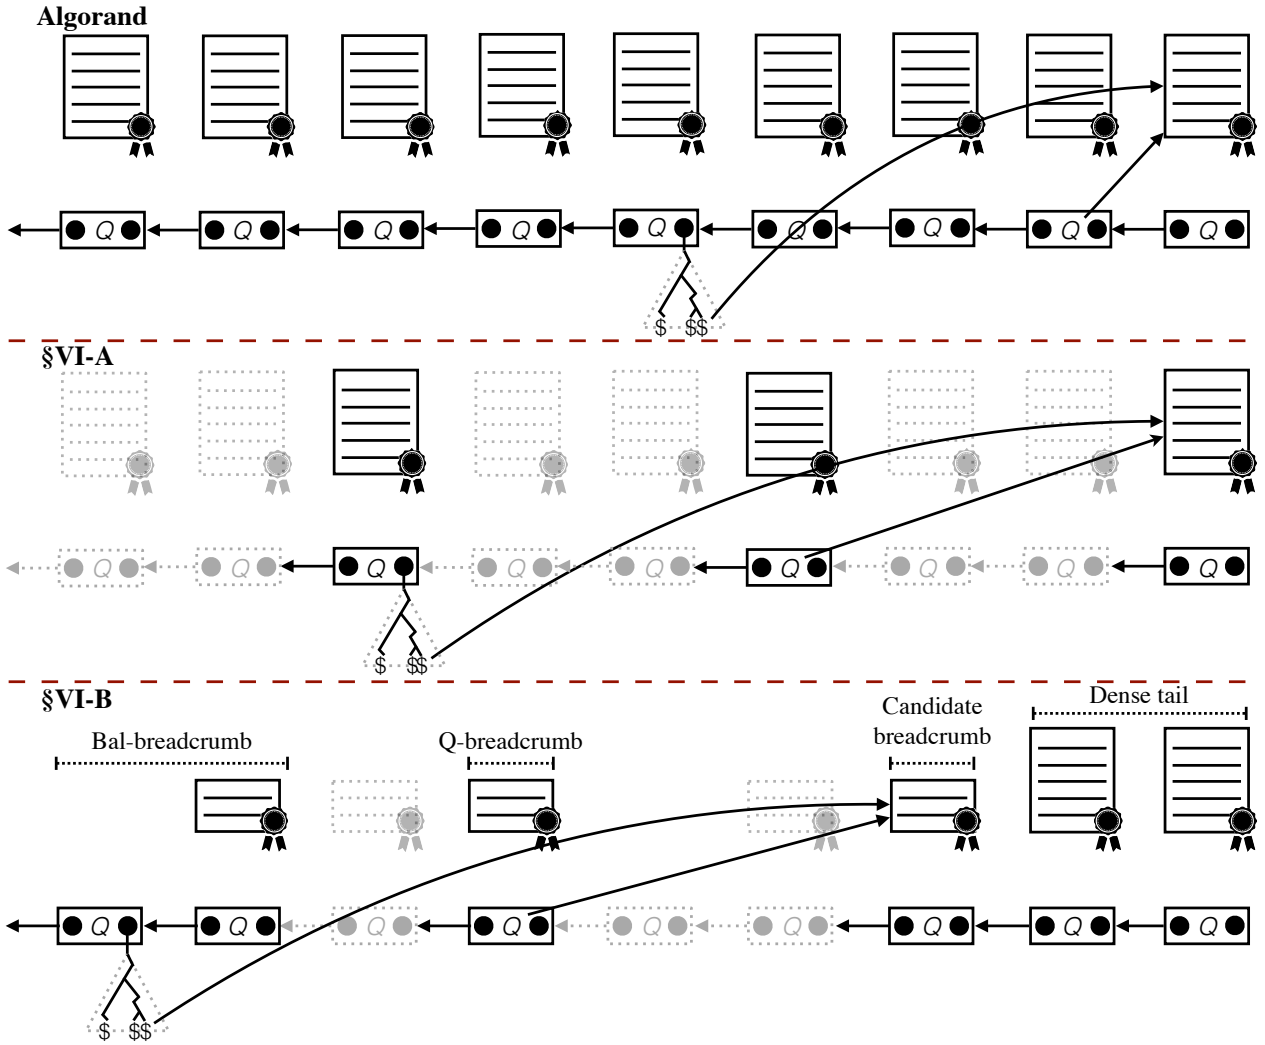 Algorand
Q Q Q Q Q Q Q Q Q
$ $$
§VI-A
Q Q Q Q Q Q Q Q Q
$ $$
§VI-B
Bal-breadcrumb
Q-breadcrumb
Candidate
breadcrumb
Dense tail
Q Q Q Q Q Q Q Q Q
$ $$